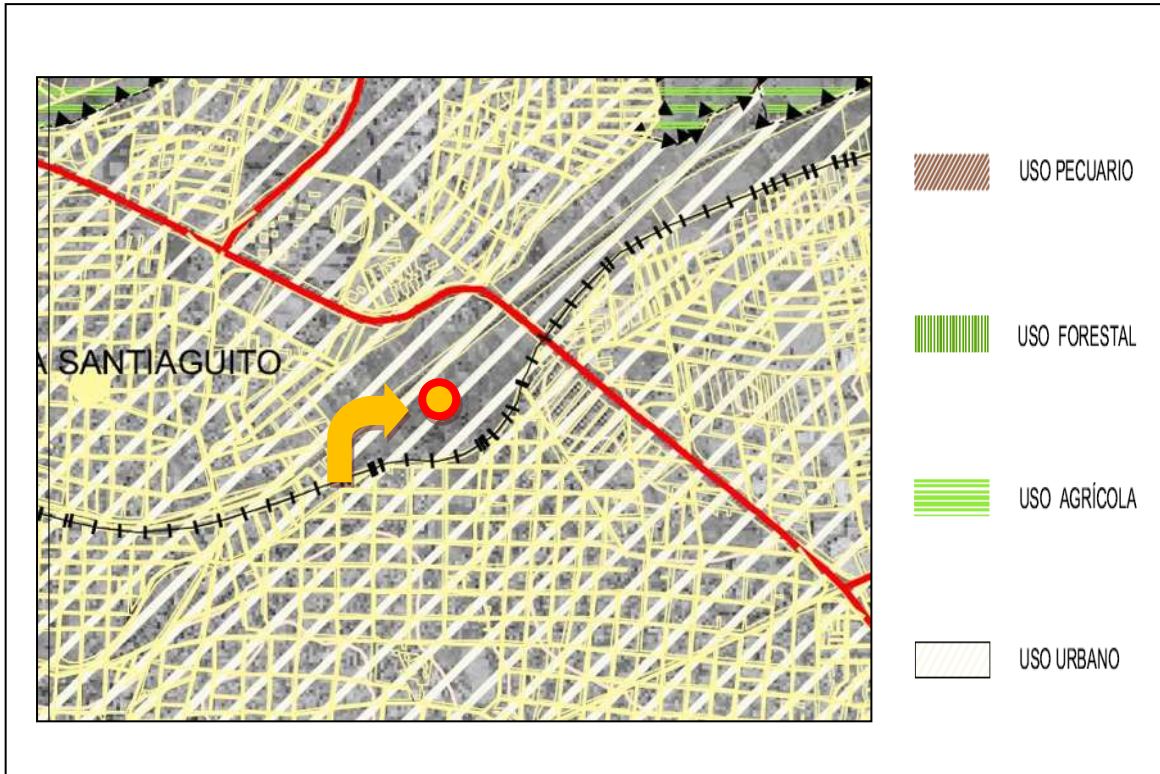 A SANTIAGUITO
USO PECUARIO
USO FORESTAL
USO AGRÍCOLA
USO URBANO